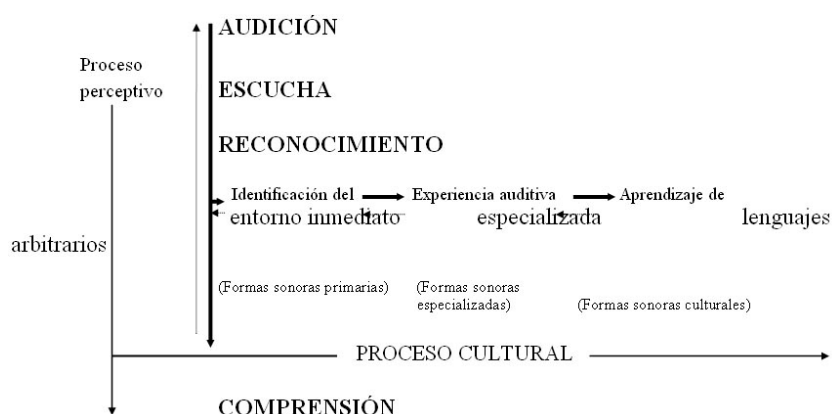 AUDICIÓN
Proceso
perceptivo
ESCUCHA
RECONOCIMIENTO
Identificación del Experiencia auditiva Aprendizaje de
entorno inmediato especializada lenguajes
arbitrarios
(Formas sonoras primarias) (Formas sonoras
especializadas) (Formas sonoras culturales)
PROCESO CULTURAL
COMPRENSIÓN